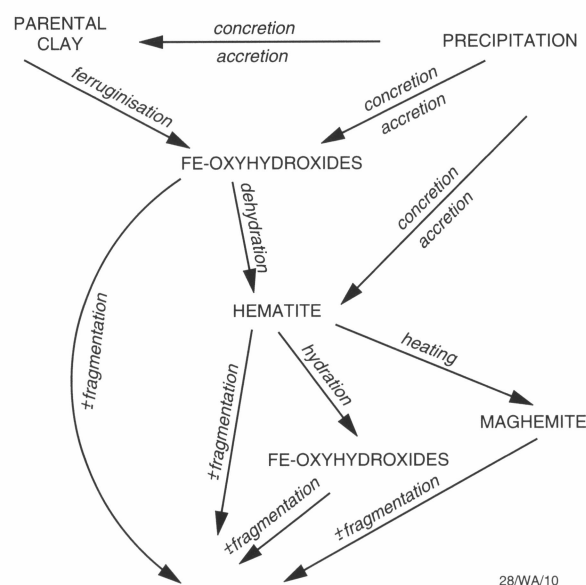 PARENTAL
CLAY
concretion
accretion
PRECIPITATION
ferruginisation
concretion
accretion
FE-OXYHYDROXIDES
concretion
accretion
dehydration
HEMATITE
±fragmentation
±fragmentation
hydration
heating
MAGHEMITE
FE-OXYHYDROXIDES
±fragmentation
±fragmentation
28/WA/10